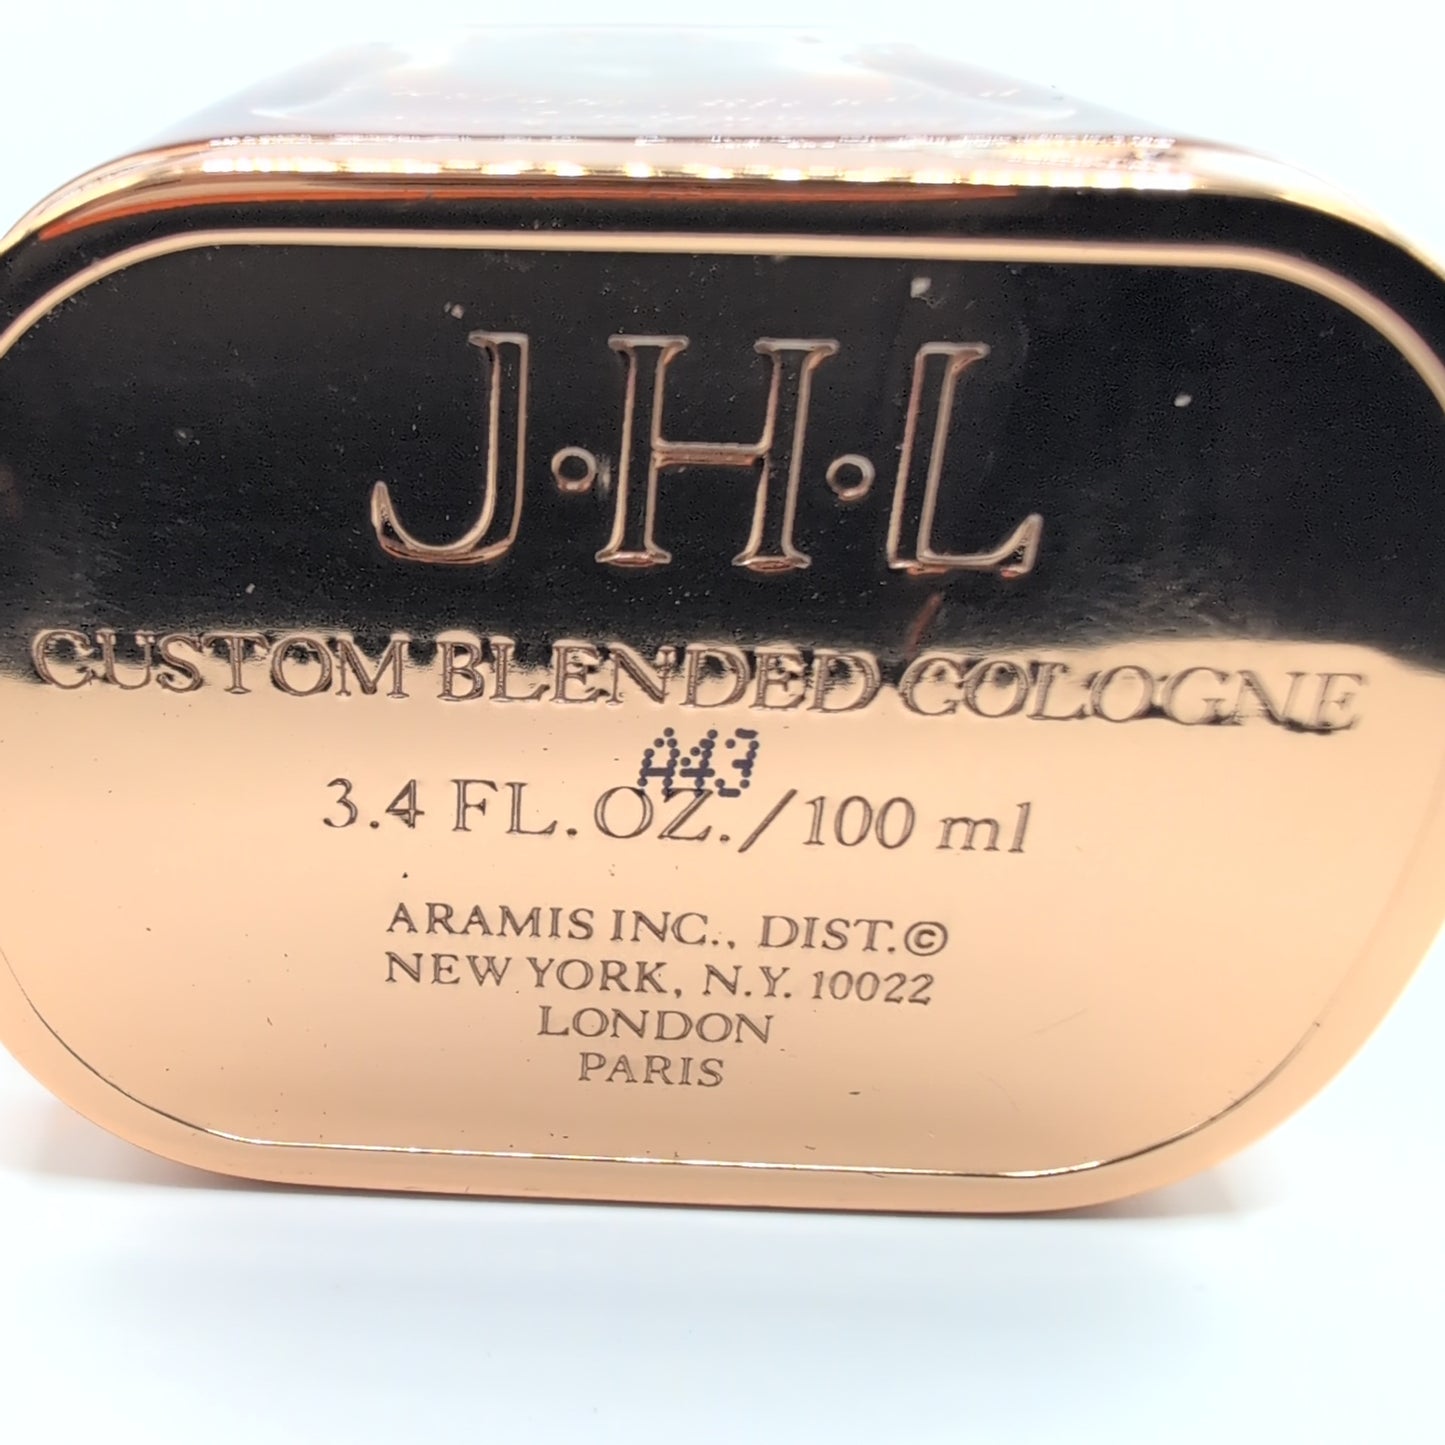 J·H·L
CUSTOM BLENDED COLOGNE
A43
3.4 FL.OZ./100 ml
ARAMIS INC., DIST.©
NEW YORK, N.Y. 10022
LONDON
PARIS